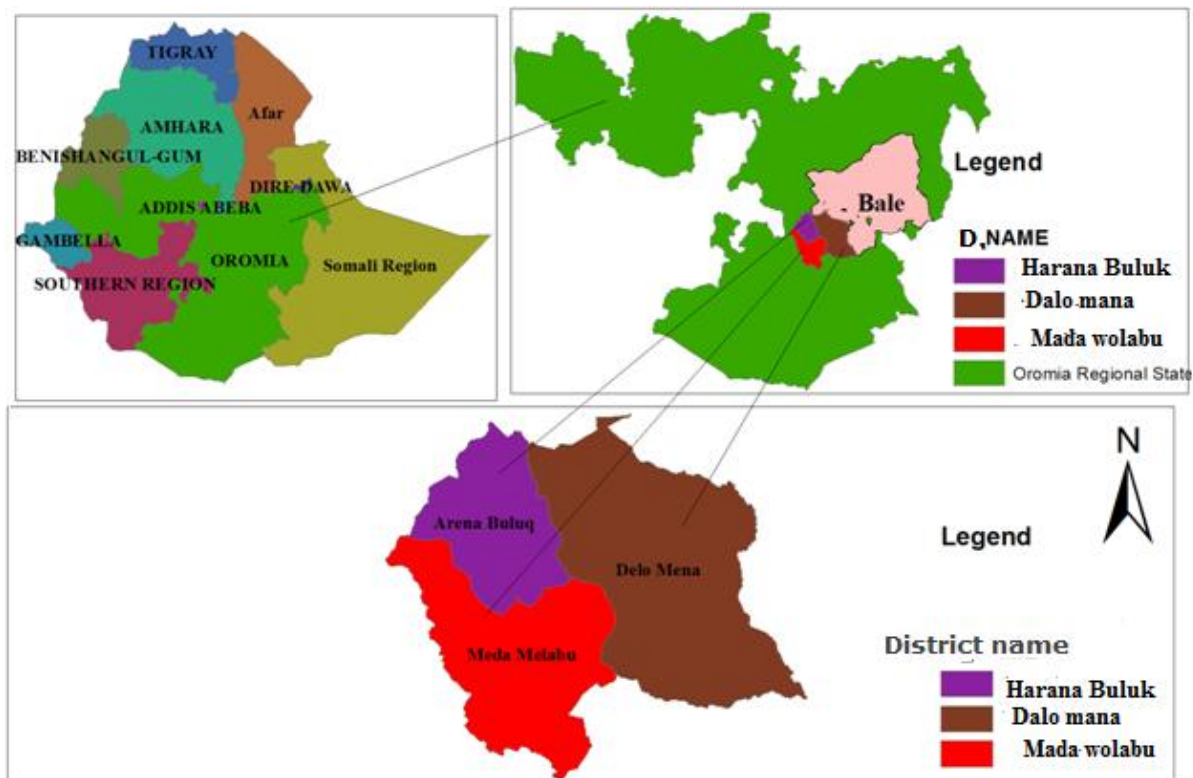 TIGRAY
Afar
AMHARA
BENISHANGUL-GUM
DIRE DAWA
ADDIS ABEBA
GAMBELLA
OROMIA
Somali Region
SOUTHERN REGION
Legend
Bale
D,NAME
Harana Buluk
Dalo mana
Mada wolabu
Oromia Regional State
N
Arena Buluq
Delo Mena
Meda Melabu
Legend
District name
Harana Buluk
Dalo mana
Mada wolabu